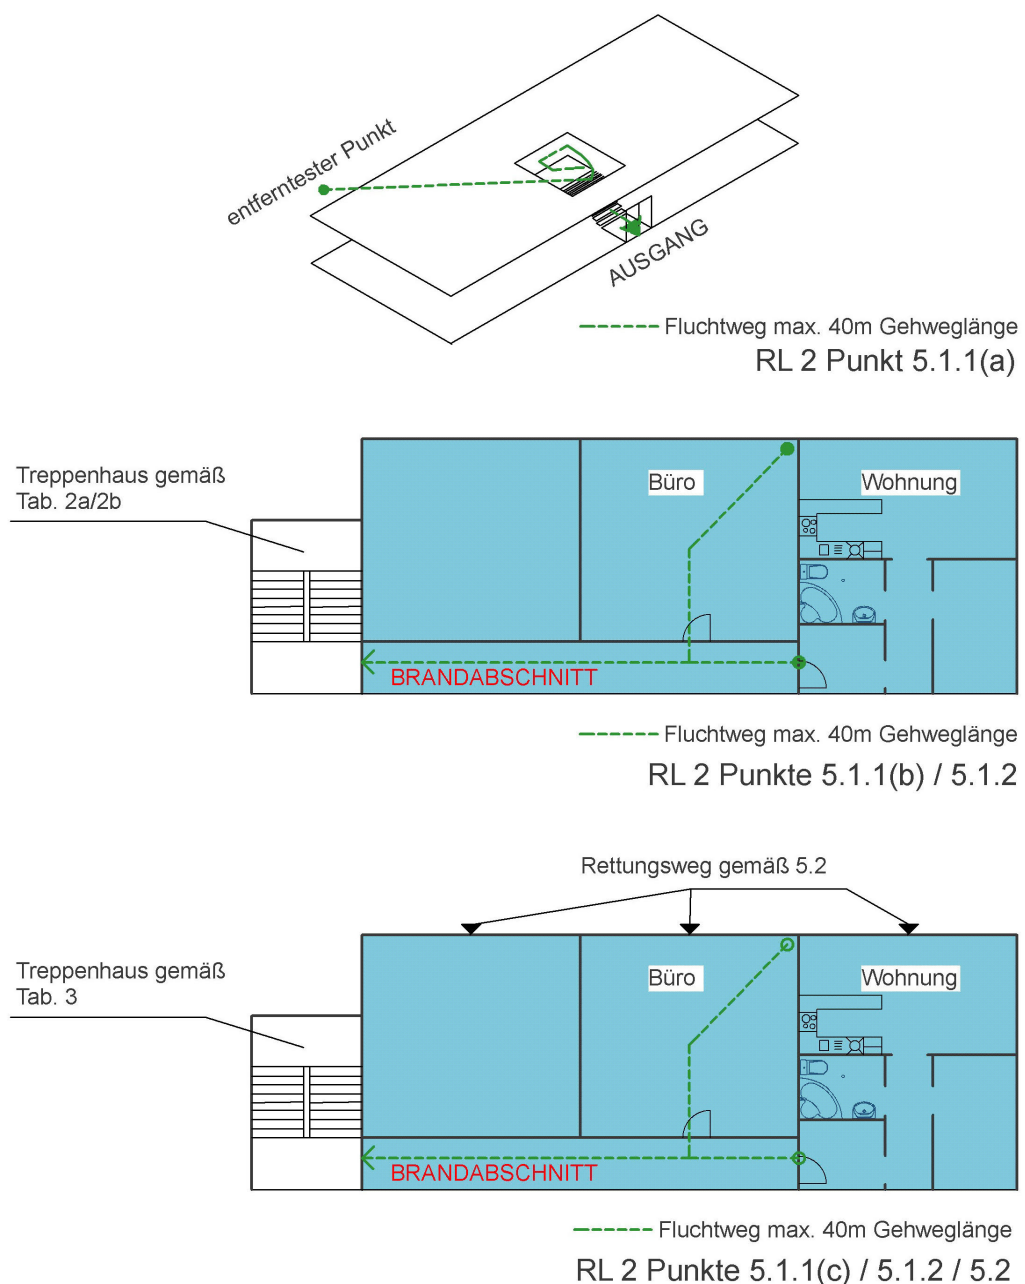 entferntester Punkt
AUSGANG
Fluchtweg max. 40m Gehweglänge
RL 2 Punkt 5.1.1(a)
Treppenhaus gemäß
Tab. 2a/2b
Büro
Wohnung
BRANDABSCHNITT
Fluchtweg max. 40m Gehweglänge
RL 2 Punkte 5.1.1(b) / 5.1.2
Rettungsweg gemäß 5.2
Treppenhaus gemäß
Tab. 3
Büro
Wohnung
BRANDABSCHNITT
Fluchtweg max. 40m Gehweglänge
RL 2 Punkte 5.1.1(c) / 5.1.2 / 5.2